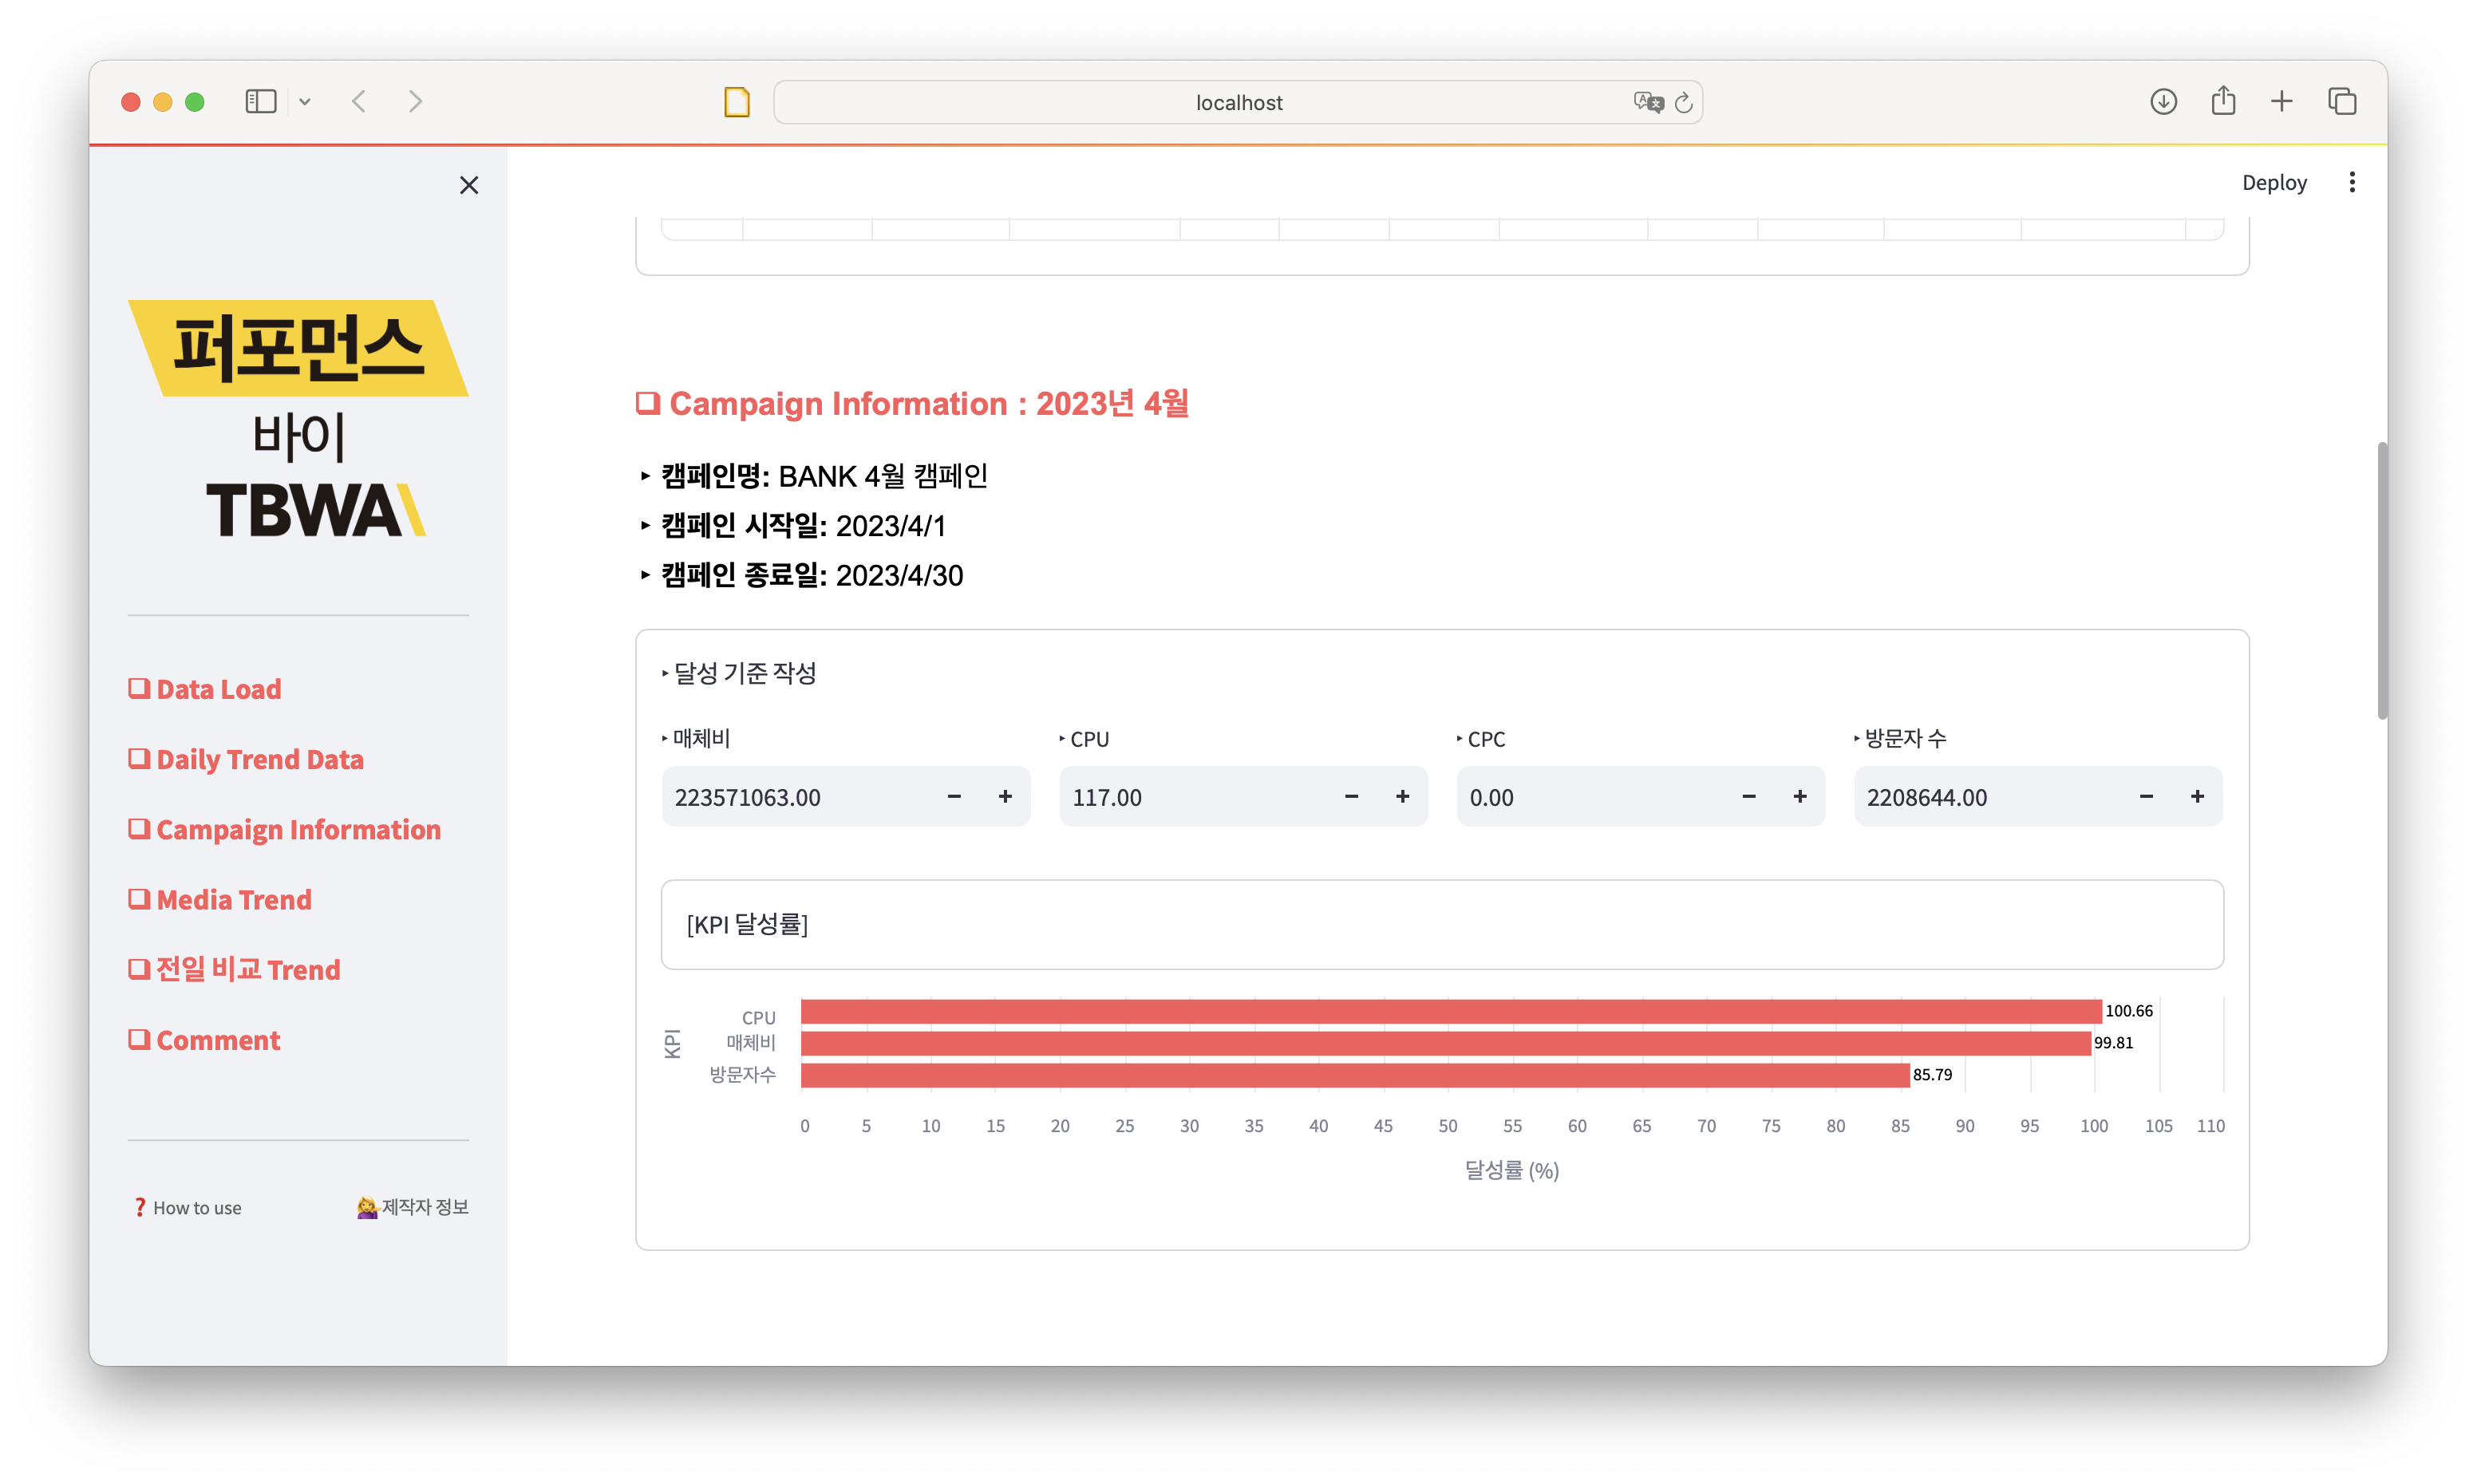 localhost
Deploy
퍼포먼스
바이
TBWA\
Data Load
Daily Trend Data
Campaign Information
Media Trend
전일 비교 Trend
Comment
❓ How to use
제작자 정보
Campaign Information : 2023년 4월
‣ 캠페인명: BANK 4월 캠페인
‣ 캠페인 시작일: 2023/4/1
‣ 캠페인 종료일: 2023/4/30
‣ 달성 기준 작성
‣ 매체비
223571063.00
‣ CPU
117.00
‣ CPC
0.00
‣ 방문자 수
2208644.00
[KPI 달성률]
KPI
CPU 100.66
매체비 99.81
방문자수 85.79
0 5 10 15 20 25 30 35 40 45 50 55 60 65 70 75 80 85 90 95 100 105 110
달성률 (%)